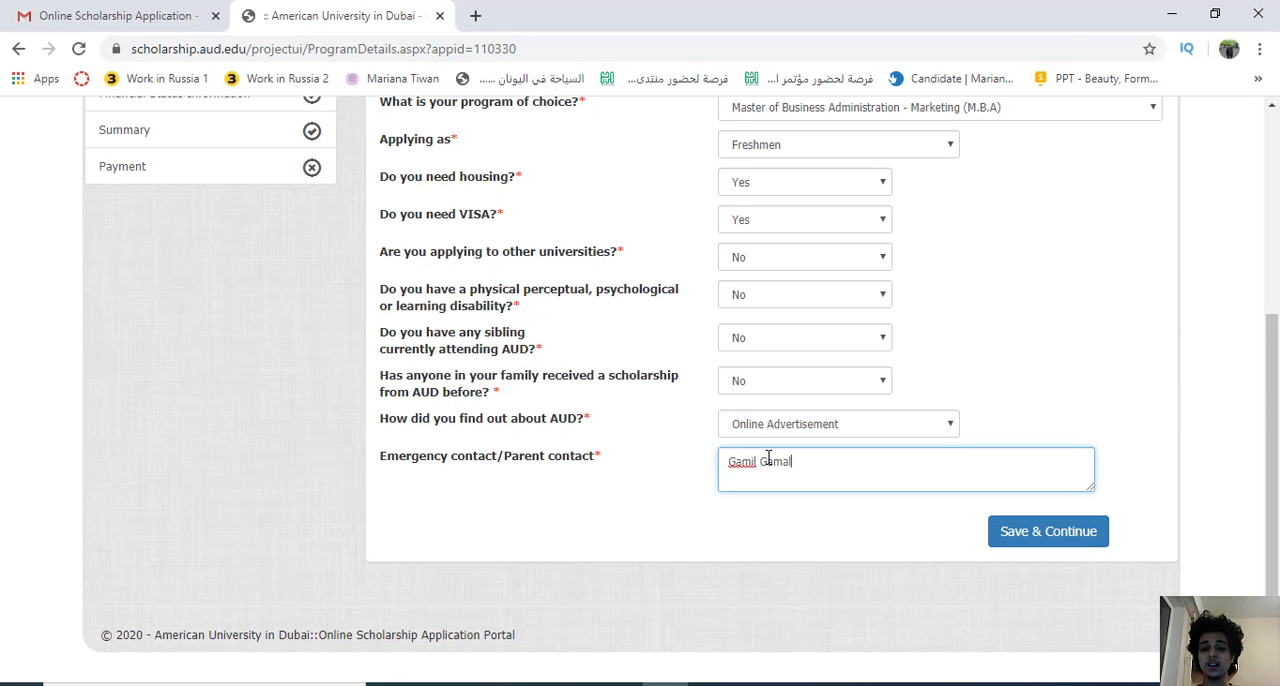 Online Scholarship Application -
:: American University in Dubai -
scholarship.aud.edu/projectui/ProgramDetails.aspx?appid=110330
Apps
Work in Russia 1
Work in Russia 2
Mariana Tiwan
السياحة في اليونان .....
فرصة لحضور منتدى...
فرصة لحضور مؤتمر ا...
Candidate | Marian...
PPT - Beauty, Form...
Summary
Payment
What is your program of choice?*
Master of Business Administration - Marketing (M.B.A)
Applying as*
Freshmen
Do you need housing?*
Yes
Do you need VISA?*
Yes
Are you applying to other universities?*
No
Do you have a physical perceptual, psychological
or learning disability?*
No
Do you have any sibling
currently attending AUD?*
No
Has anyone in your family received a scholarship
from AUD before? *
No
How did you find out about AUD?*
Online Advertisement
Emergency contact/Parent contact*
Gamil Gamal
Save & Continue
© 2020 - American University in Dubai::Online Scholarship Application Portal